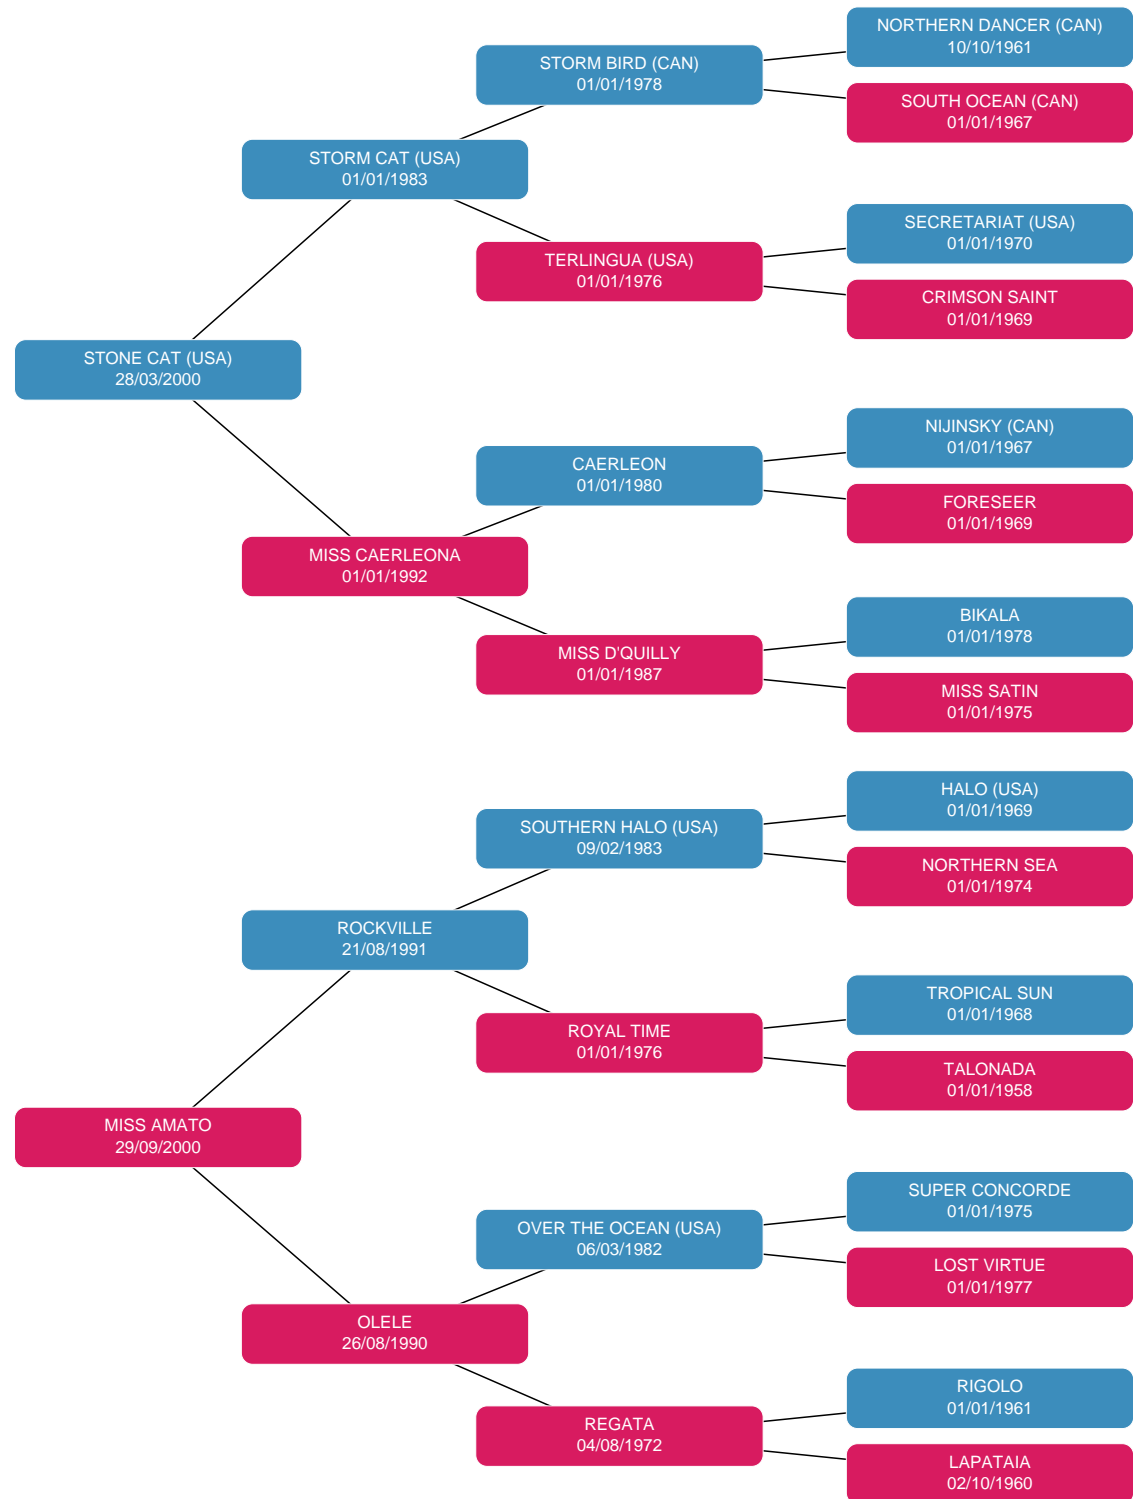 NORTHERN DANCER (CAN)
10/10/1961
STORM BIRD (CAN)
01/01/1978
SOUTH OCEAN (CAN)
01/01/1967
STORM CAT (USA)
01/01/1983
SECRETARIAT (USA)
01/01/1970
TERLINGUA (USA)
01/01/1976
CRIMSON SAINT
01/01/1969
STONE CAT (USA)
28/03/2000
NIJINSKY (CAN)
01/01/1967
CAERLEON
01/01/1980
FORESEER
01/01/1969
MISS CAERLEONA
01/01/1992
BIKALA
01/01/1978
MISS D'QUILLY
01/01/1987
MISS SATIN
01/01/1975
HALO (USA)
01/01/1969
SOUTHERN HALO (USA)
09/02/1983
NORTHERN SEA
01/01/1974
ROCKVILLE
21/08/1991
TROPICAL SUN
01/01/1968
ROYAL TIME
01/01/1976
TALONADA
01/01/1958
MISS AMATO
29/09/2000
SUPER CONCORDE
01/01/1975
OVER THE OCEAN (USA)
06/03/1982
LOST VIRTUE
01/01/1977
OLELE
26/08/1990
RIGOLO
01/01/1961
REGATA
04/08/1972
LAPATAIA
02/10/1960